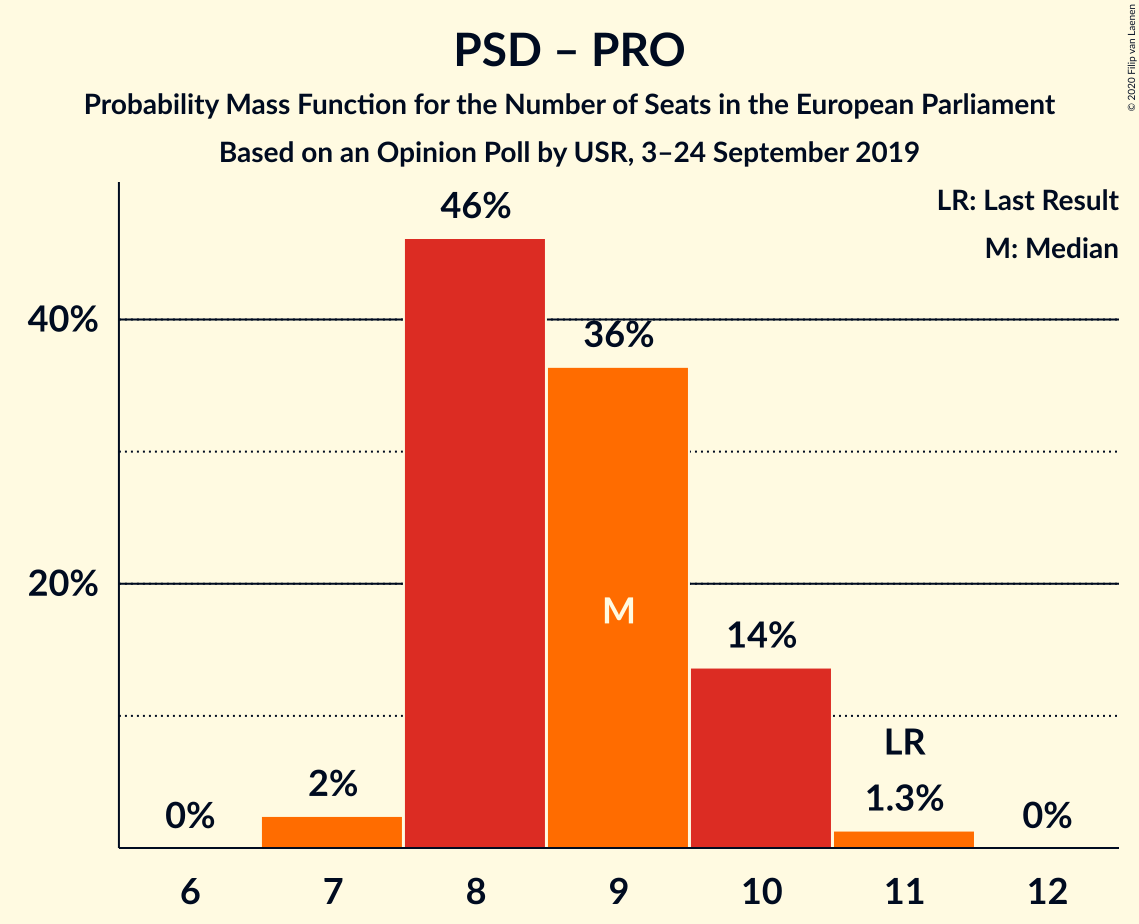 PSD – PRO
Probability Mass Function for the Number of Seats in the European Parliament
Based on an Opinion Poll by USR, 3–24 September 2019
© 2020 Filip van Laenen
LR: Last Result
M: Median
46%
40%
36%
20%
M
14%
LR
2%
1.3%
0%
0%
6 7 8 9 10 11 12